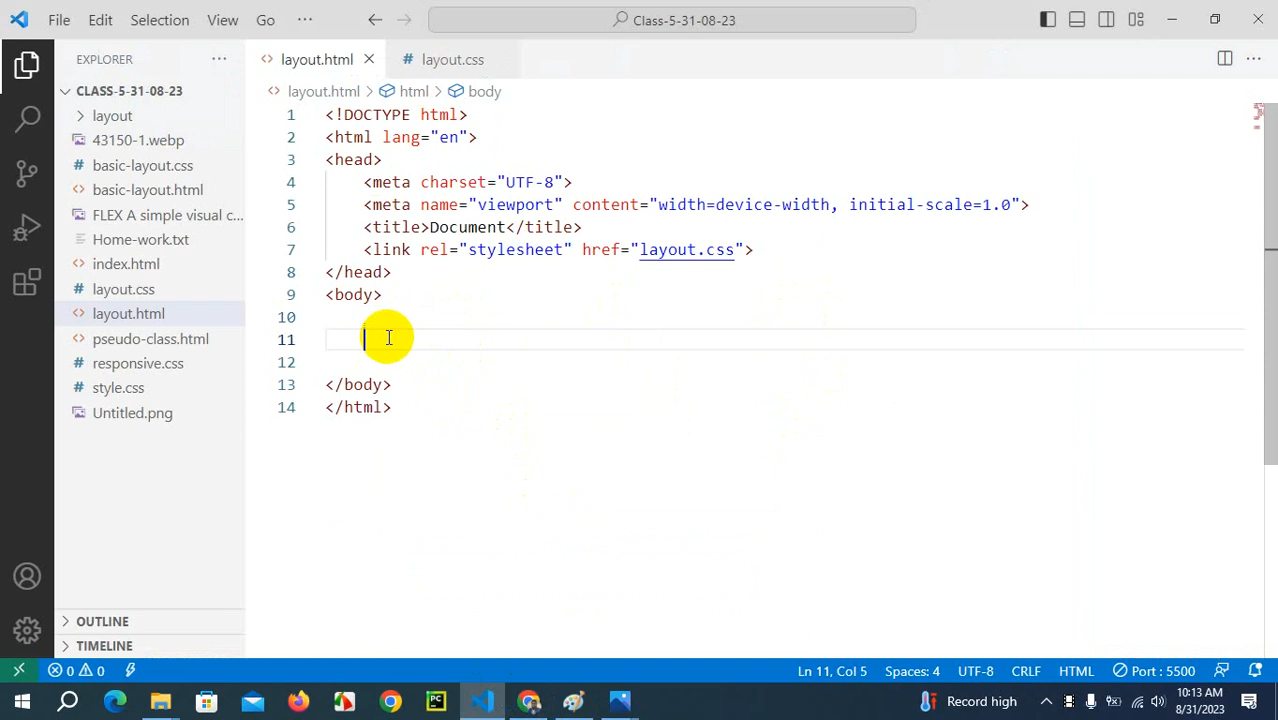 File Edit Selection View Go ··· Class-5-31-08-23
EXPLORER ···
CLASS-5-31-08-23
layout
43150-1.webp
basic-layout.css
basic-layout.html
FLEX A simple visual c...
Home-work.txt
index.html
layout.css
layout.html
pseudo-class.html
responsive.css
style.css
Untitled.png
OUTLINE
TIMELINE
layout.html layout.css
layout.html > html > body
1 <!DOCTYPE html>
2 <html lang="en">
3 <head>
4 <meta charset="UTF-8">
5 <meta name="viewport" content="width=device-width, initial-scale=1.0">
6 <title>Document</title>
7 <link rel="stylesheet" href="layout.css">
8 </head>
9 <body>
10
11
12
13 </body>
14 </html>
0 0 Ln 11, Col 5 Spaces: 4 UTF-8 CRLF HTML Port : 5500
PC Record high 10:13 AM
8/31/2023